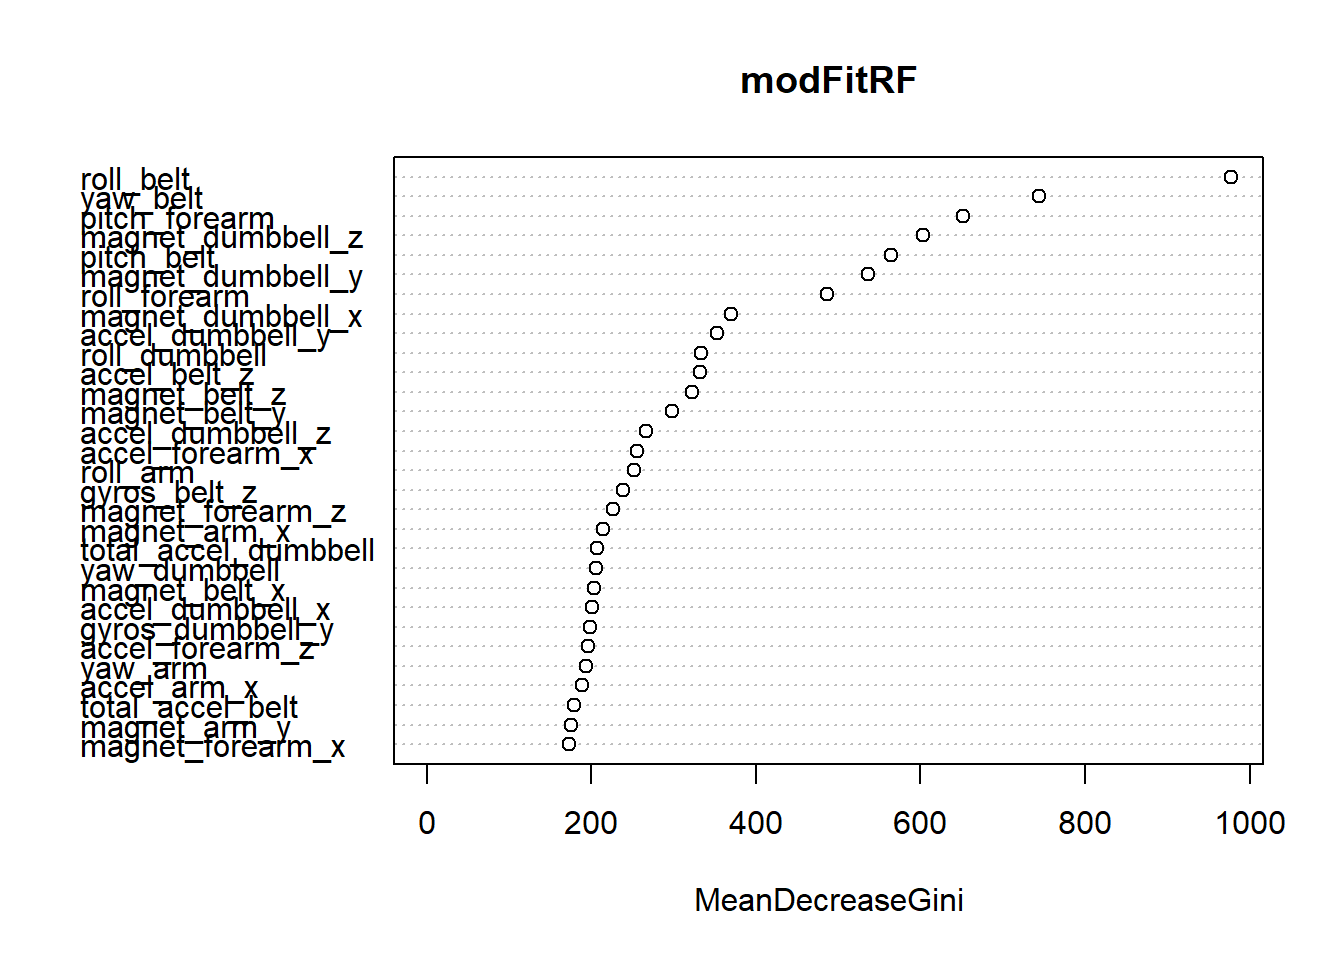 modFitRF
roll_belt
yaw_belt
pitch_forearm
magnet_dumbbell_z
pitch_belt
magnet_dumbbell_y
roll_forearm
magnet_dumbbell_x
accel_dumbbell_y
roll_dumbbell
accel_belt_z
magnet_belt_z
magnet_belt_y
accel_dumbbell_z
accel_forearm_x
roll_arm
gyros_belt_z
magnet_forearm_z
magnet_arm_x
total_accel_dumbbell
yaw_dumbbell
magnet_belt_x
accel_dumbbell_x
gyros_dumbbell_y
accel_forearm_z
yaw_arm
accel_arm_x
total_accel_belt
magnet_arm_y
magnet_forearm_x
0 200 400 600 800 1000
MeanDecreaseGini